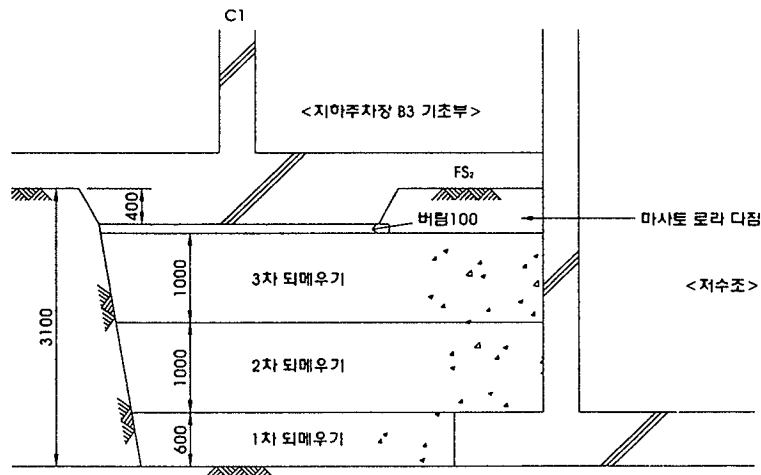 C1
<지하주차장 B3 기초부>
FS₂
400
버림100
마사토 로라 다짐
3차 되메우기
1000
<저수조>
3100
2차 되메우기
1000
1차 되메우기
600